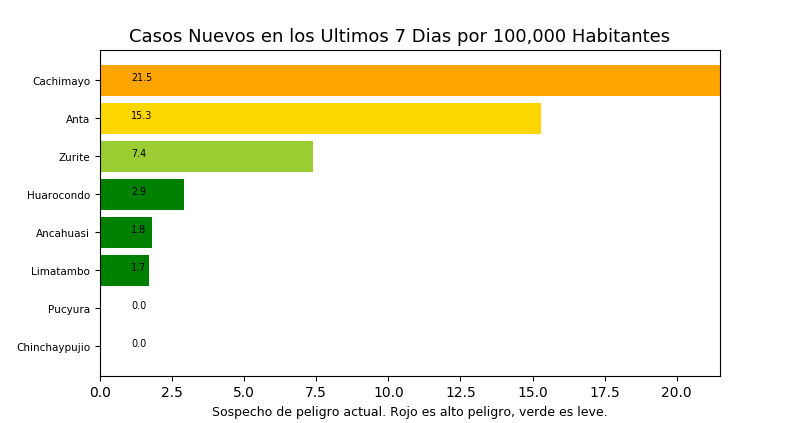 Casos Nuevos en los Ultimos 7 Dias por 100,000 Habitantes
Cachimayo 21.5
Anta 15.3
Zurite 7.4
Huarocondo 2.9
Ancahuasi 1.8
Limatambo 1.7
Pucyura 0.0
Chinchaypujio 0.0
0.0 2.5 5.0 7.5 10.0 12.5 15.0 17.5 20.0
Sospecho de peligro actual. Rojo es alto peligro, verde es leve.